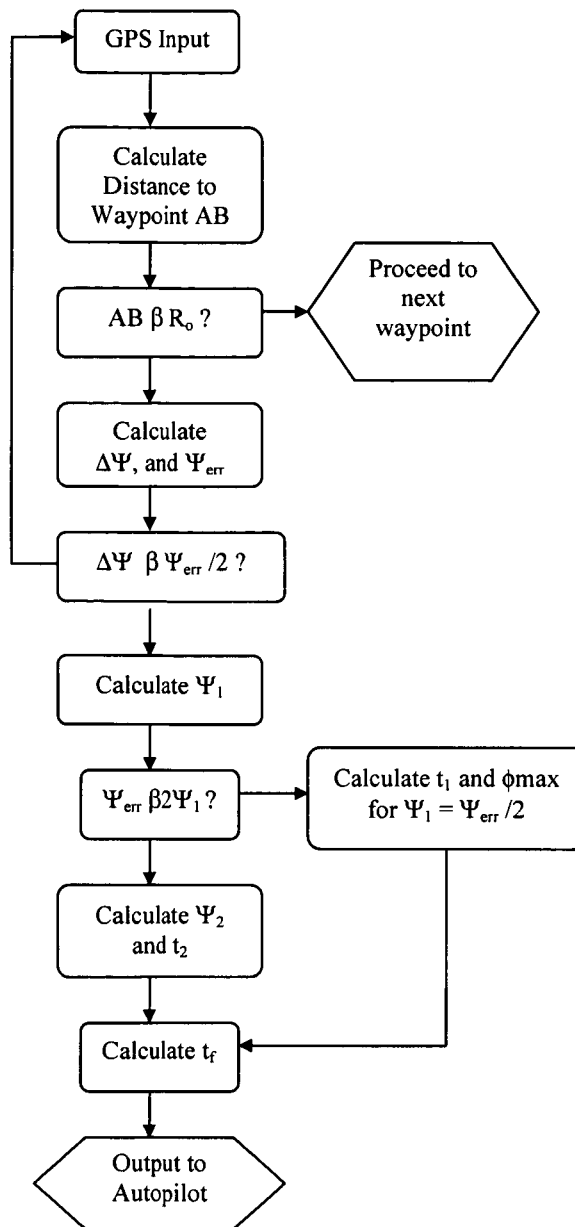 GPS Input
Calculate
Distance to
Waypoint AB
AB β R₀ ?
Proceed to
next
waypoint
Calculate
ΔΨ, and Ψerr
ΔΨ β Ψerr /2 ?
Calculate Ψ₁
Ψerr β2Ψ₁ ?
Calculate t₁ and ϕmax
for Ψ₁ = Ψerr /2
Calculate Ψ₂
and t₂
Calculate tf
Output to
Autopilot